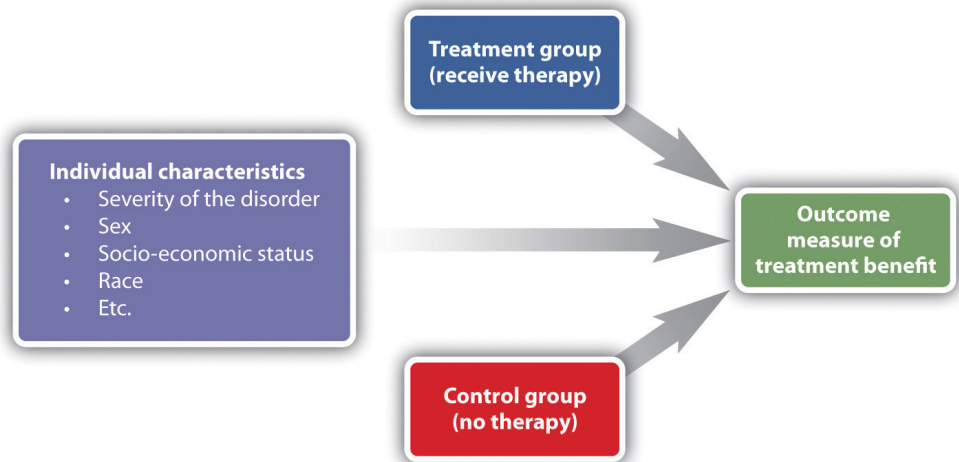 Treatment group
(receive therapy)
Individual characteristics
• Severity of the disorder
• Sex
• Socio-economic status
• Race
• Etc.
Outcome
measure of
treatment benefit
Control group
(no therapy)